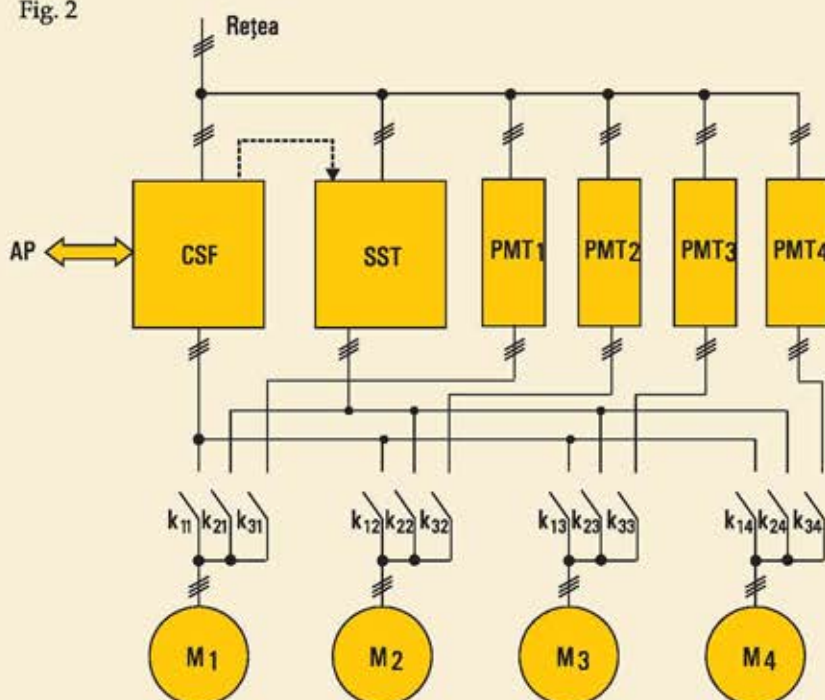 Fig. 2
Rețea
AP
CSF
SST
PMT1
PMT2
PMT3
PMT4
k11 k21 k31
k12 k22 k32
k13 k23 k33
k14 k24 k34
M1
M2
M3
M4